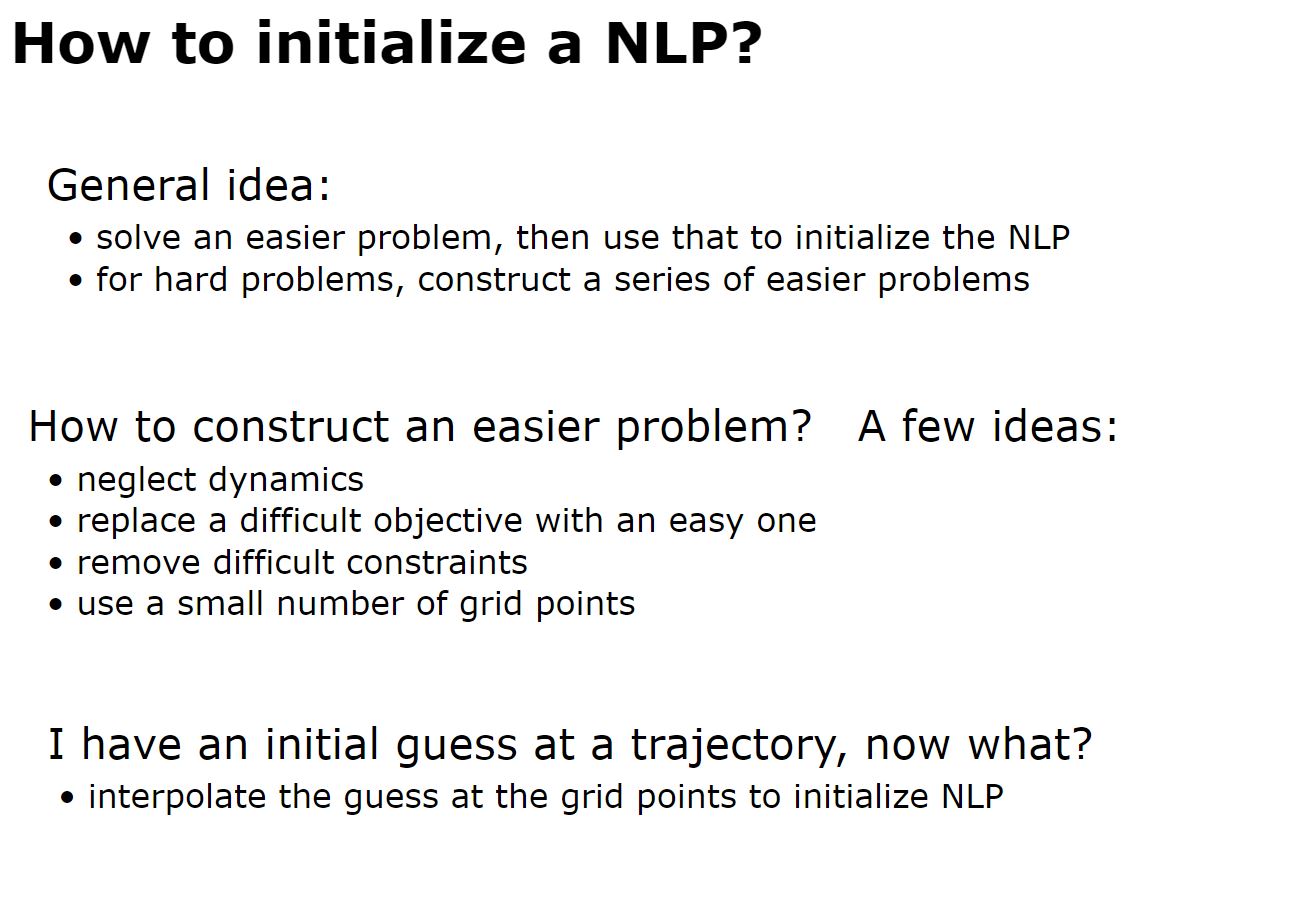 How to initialize a NLP?
General idea:
• solve an easier problem, then use that to initialize the NLP
• for hard problems, construct a series of easier problems
How to construct an easier problem? A few ideas:
• neglect dynamics
• replace a difficult objective with an easy one
• remove difficult constraints
• use a small number of grid points
I have an initial guess at a trajectory, now what?
• interpolate the guess at the grid points to initialize NLP